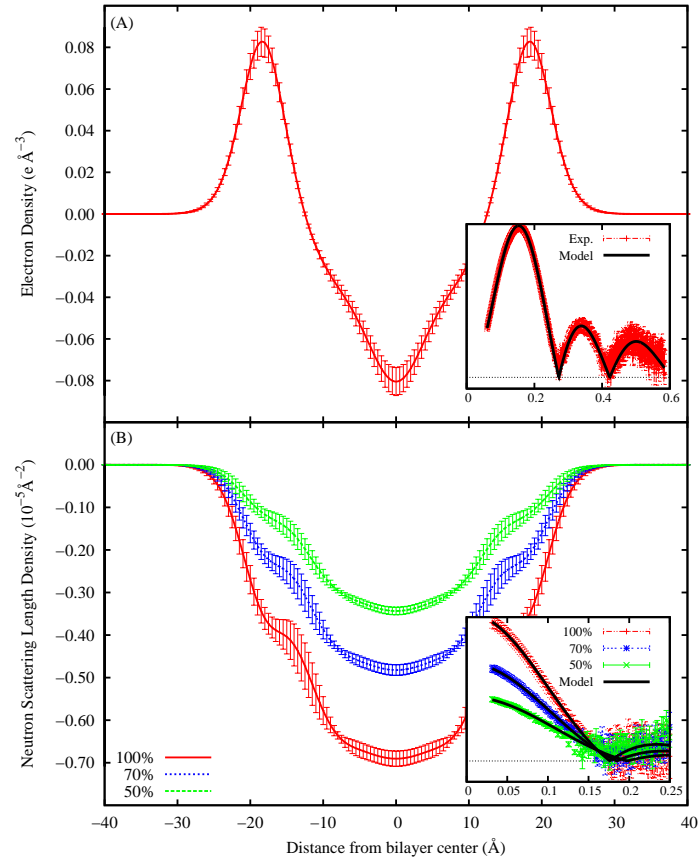 (A)
Electron Density (e Å−3)
0.08
0.06
0.04
0.02
0.00
−0.02
−0.04
−0.06
−0.08
Exp.
Model
0 0.2 0.4 0.6
(B)
Neutron Scattering Length Density (10−5Å−2)
0.00
−0.10
−0.20
−0.30
−0.40
−0.50
−0.60
−0.70
100%
70%
50%
100%
70%
50%
Model
0 0.05 0.1 0.15 0.2 0.25
−40 −30 −20 −10 0 10 20 30 40
Distance from bilayer center (Å)